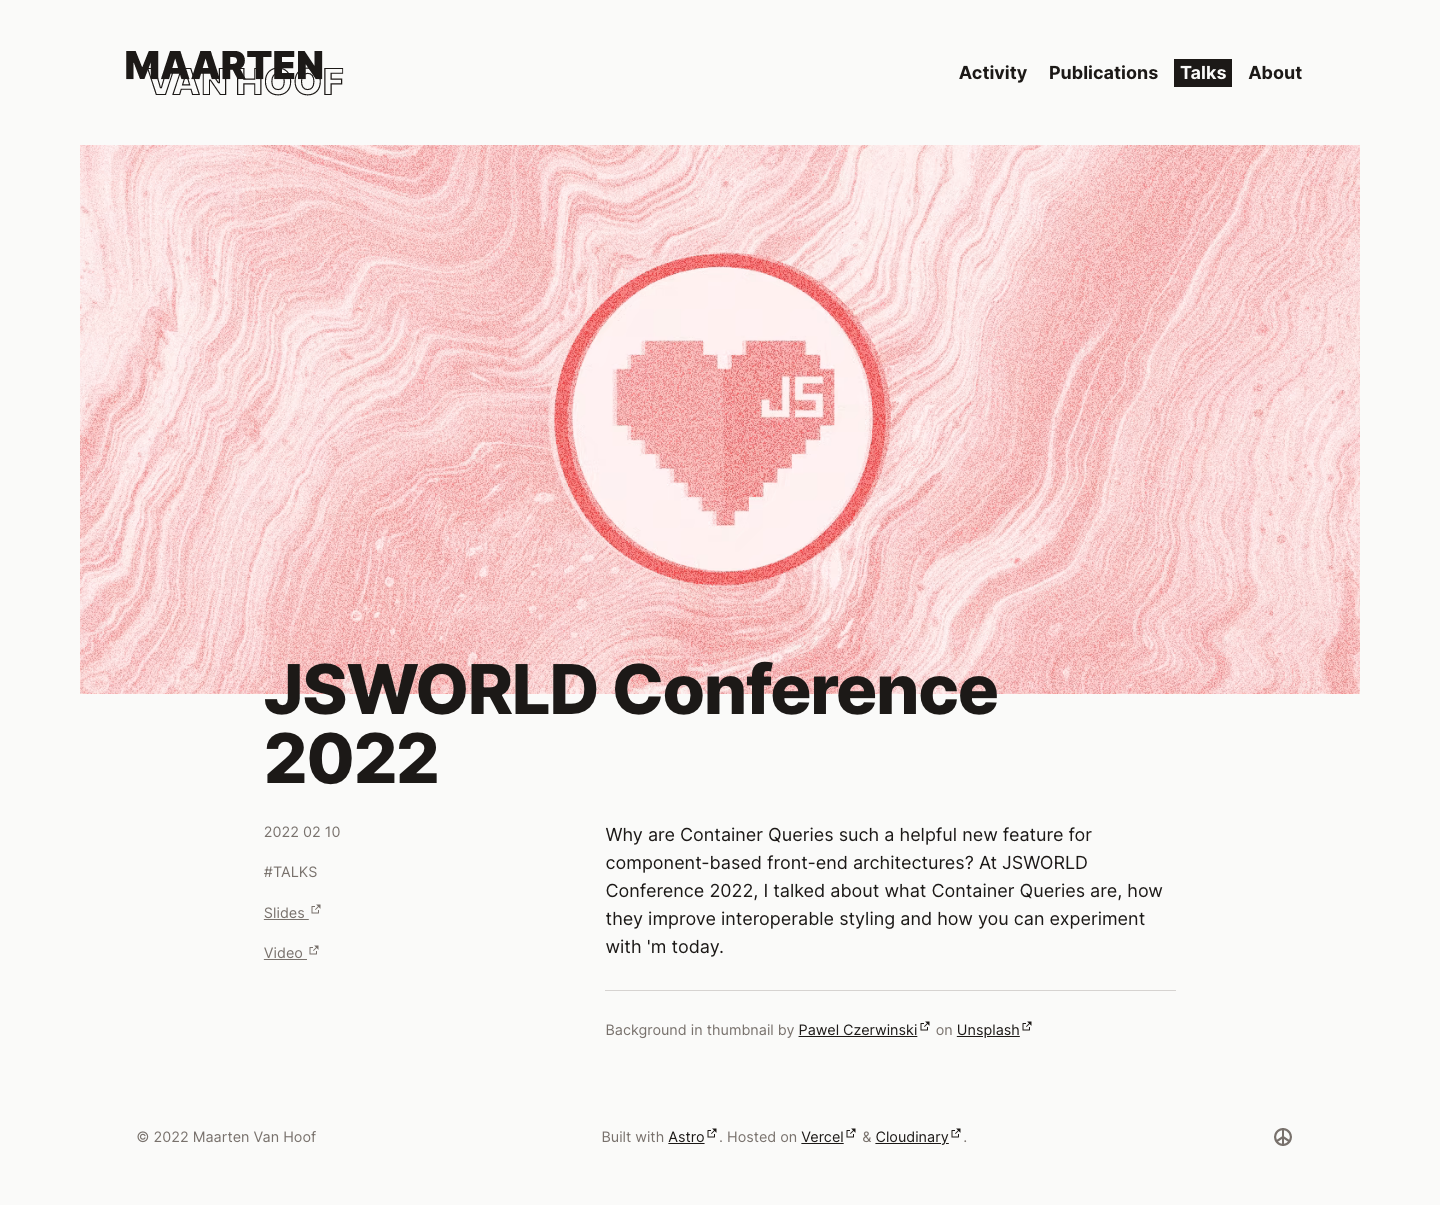 MAARTEN
VAN HOOF
Activity Publications Talks About
JS
JSWORLD Conference
2022
2022 02 10
#TALKS
Slides
Video
Why are Container Queries such a helpful new feature for
component-based front-end architectures? At JSWORLD
Conference 2022, I talked about what Container Queries are, how
they improve interoperable styling and how you can experiment
with 'm today.
Background in thumbnail by Pawel Czerwinski on Unsplash
© 2022 Maarten Van Hoof
Built with Astro. Hosted on Vercel & Cloudinary.